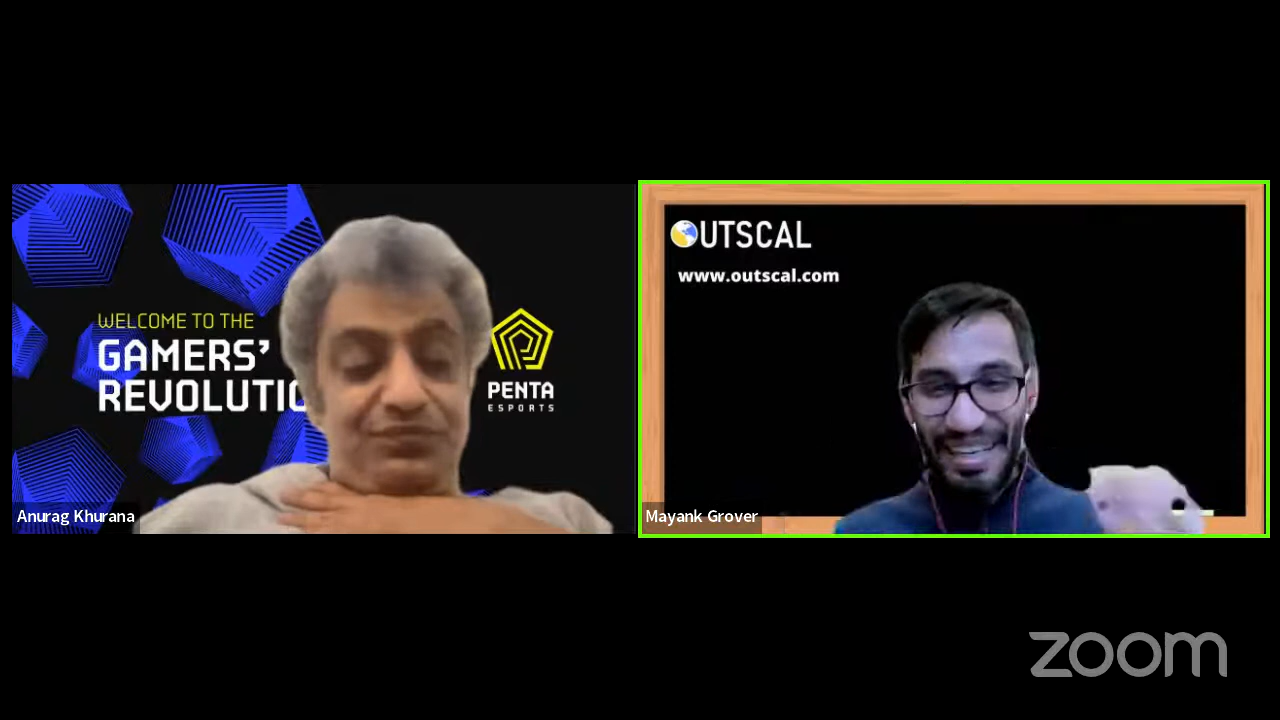 WELCOME TO THE
GAMERS'
REVOLUTIO
PENTA
ESPORTS
Anurag Khurana
OUTSCAL
www.outscal.com
Mayank Grover
zoom